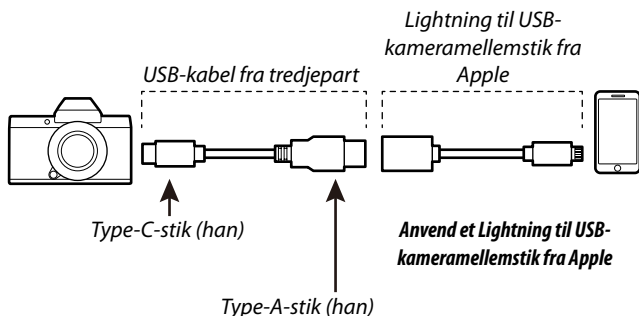 Lightning til USB-
kameramellemstik fra
Apple
USB-kabel fra tredjepart
Type-C-stik (han)
Anvend et Lightning til USB-
kameramellemstik fra Apple
Type-A-stik (han)